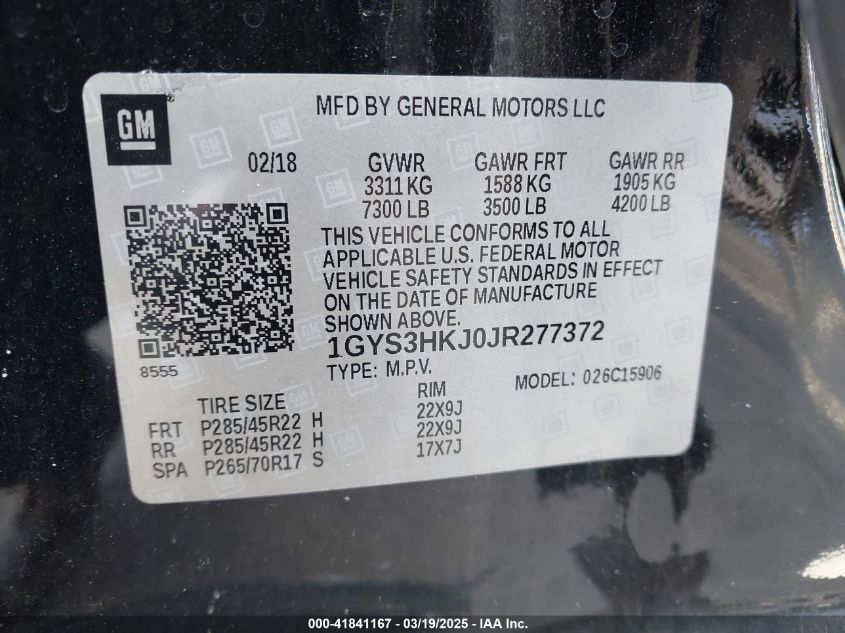 GM
MFD BY GENERAL MOTORS LLC
02/18 GVWR GAWR FRT GAWR RR
3311 KG 1588 KG 1905 KG
7300 LB 3500 LB 4200 LB
THIS VEHICLE CONFORMS TO ALL
APPLICABLE U.S. FEDERAL MOTOR
VEHICLE SAFETY STANDARDS IN EFFECT
ON THE DATE OF MANUFACTURE
SHOWN ABOVE.
1GYS3HKJ0JR277372
8555
TYPE: M.P.V. MODEL: 026C15906
TIRE SIZE RIM
FRT P285/45R22 H 22X9J
RR P285/45R22 H 22X9J
SPA P265/70R17 S 17X7J
000-41841167 - 03/19/2025 - IAA Inc.